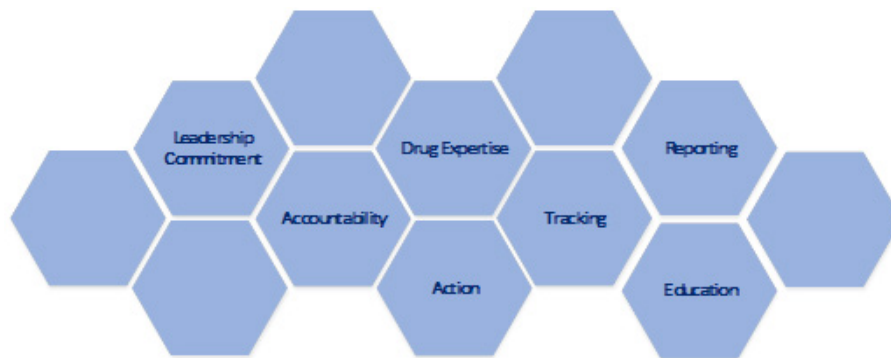 Leadership
Commitment
Drug Expertise
Reporting
Accountability
Tracking
Action
Education